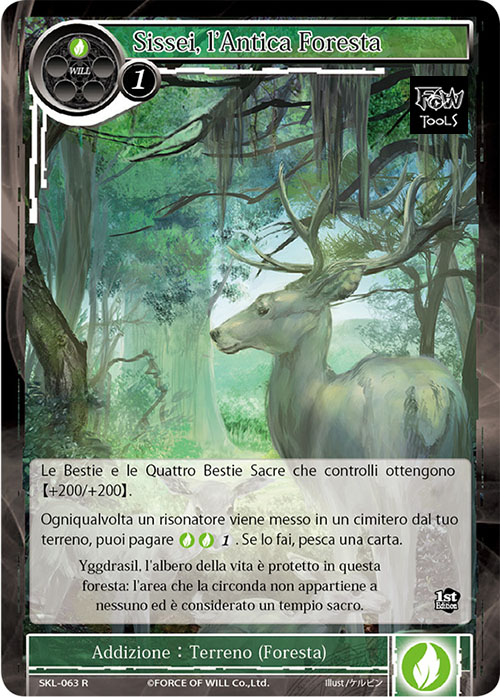 Sissei, l'Antica Foresta
WILL
1
FOW
TOOLS
Le Bestie e le Quattro Bestie Sacre che controlli ottengono
【+200/+200】.
Ogniqualvolta un risonatore viene messo in un cimitero dal tuo
terreno, puoi pagare 1 . Se lo fai, pesca una carta.
Yggdrasil, l'albero della vita è protetto in questa
foresta: l'area che la circonda non appartiene a
nessuno ed è considerato un tempio sacro.
1st
Edition
Addizione : Terreno (Foresta)
SKL-063 R ©FORCE OF WILL Co.,Ltd. Illust/ケルビン